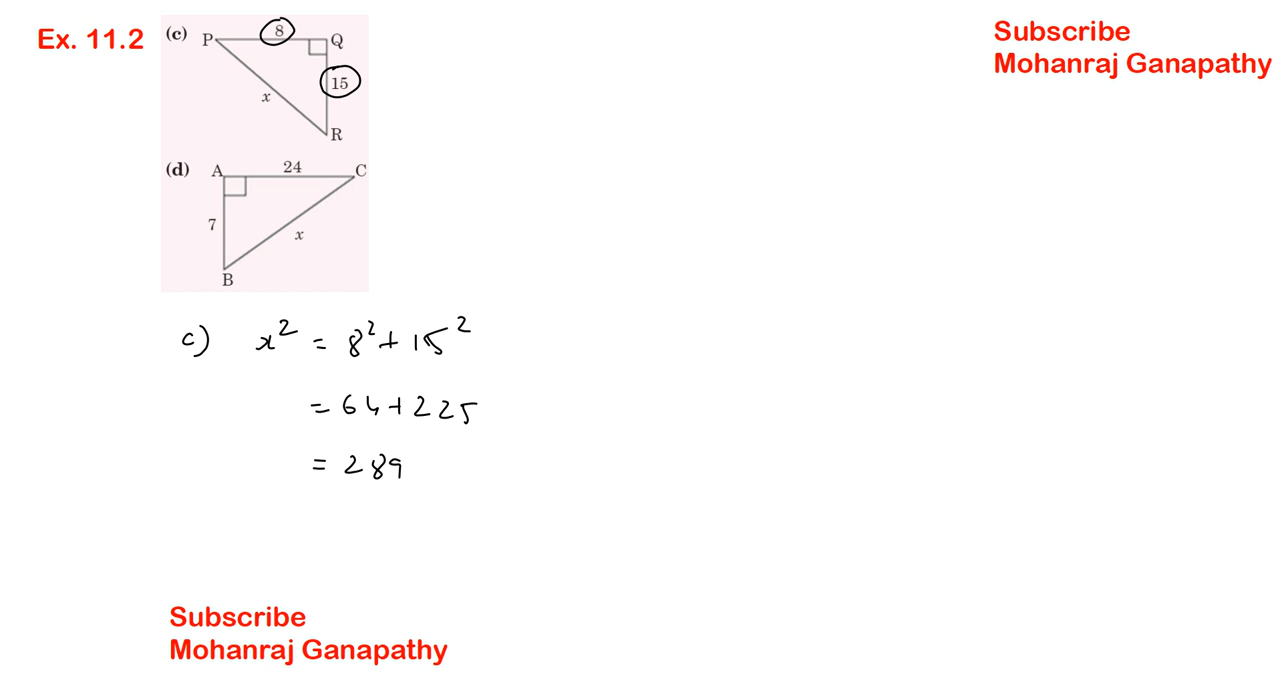 Ex. 11.2
(c) P 8 Q
15
x
R
(d) A 24 C
7
x
B
c) x² = 8² + 15²
= 64 + 225
= 289
Subscribe
Mohanraj Ganapathy
Subscribe
Mohanraj Ganapathy